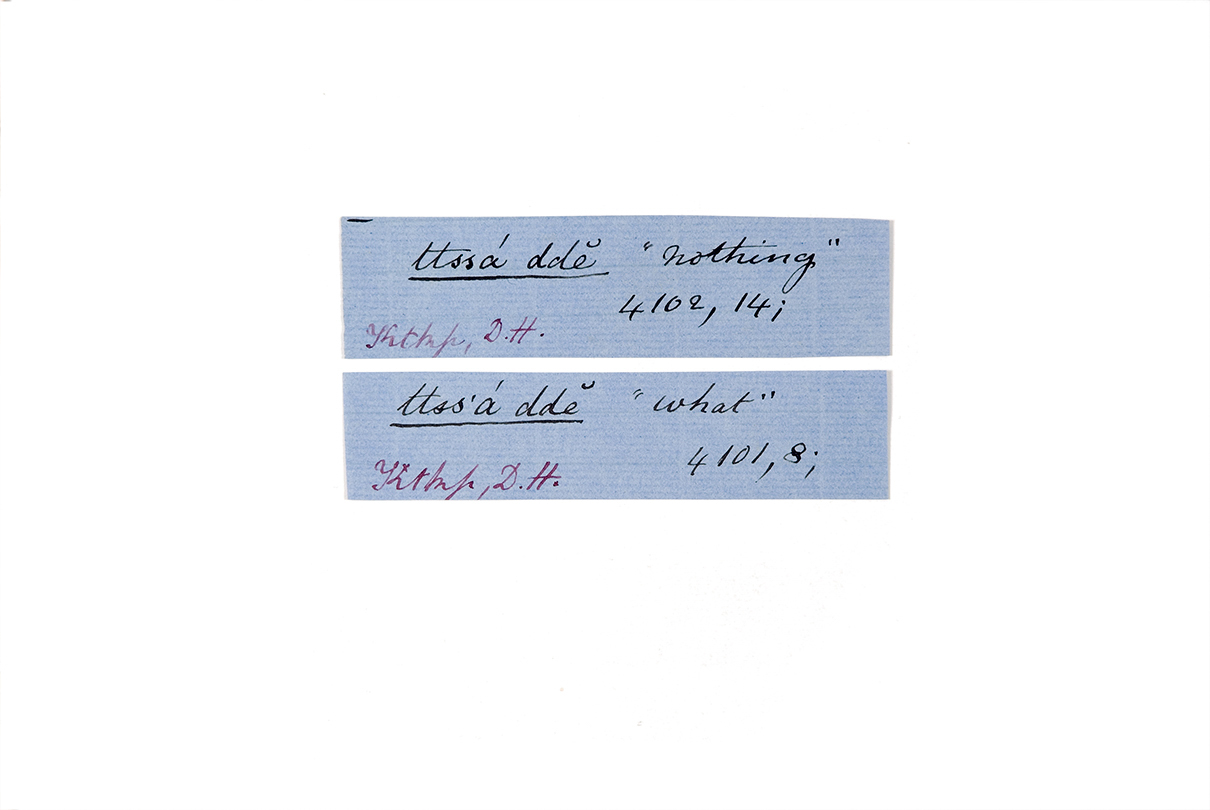 ttssá ddĕ "nothing"
4102, 14;
Ktkp, D.H.
ttss'á ddĕ "what"
4101, 8;
Ktkp, D.H.